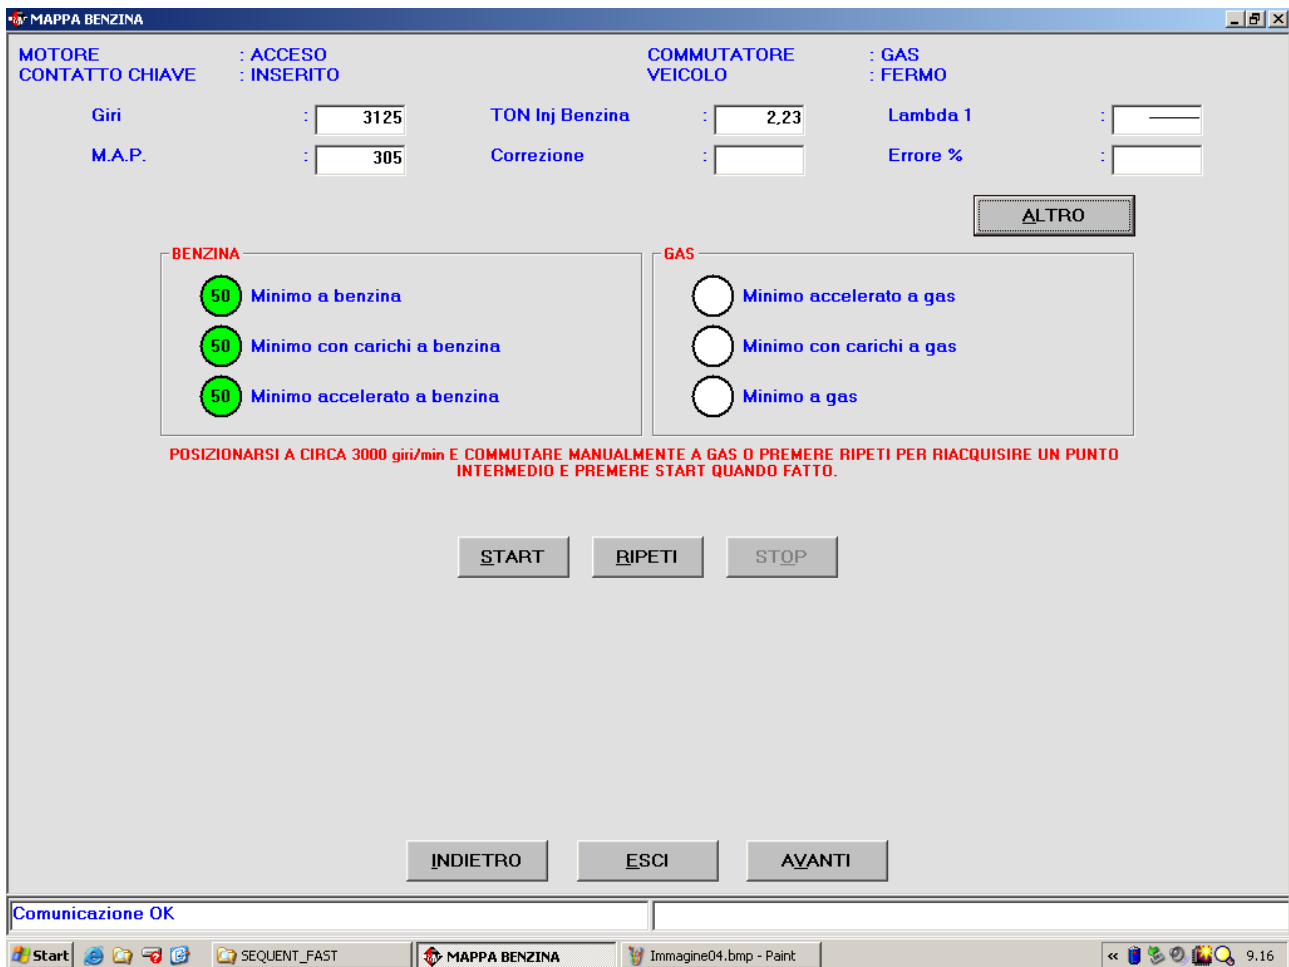 MAPPA BENZINA
MOTORE : ACCESO COMMUTATORE : GAS
CONTATTO CHIAVE : INSERITO VEICOLO : FERMO
Giri : 3125 TON Inj Benzina : 2,23 Lambda 1 :
M.A.P. : 305 Correzione : Errore % :
ALTRO
BENZINA GAS
50 Minimo a benzina Minimo accelerato a gas
50 Minimo con carichi a benzina Minimo con carichi a gas
50 Minimo accelerato a benzina Minimo a gas
POSIZIONARSI A CIRCA 3000 giri/min E COMMUTARE MANUALMENTE A GAS O PREMERE RIPETI PER RIACQUISIRE UN PUNTO
INTERMEDIO E PREMERE START QUANDO FATTO.
START RIPETI STOP
INDIETRO ESCI AVANTI
Comunicazione OK
Start SEQUENT_FAST MAPPA BENZINA Immagine04.bmp - Paint « 9.16